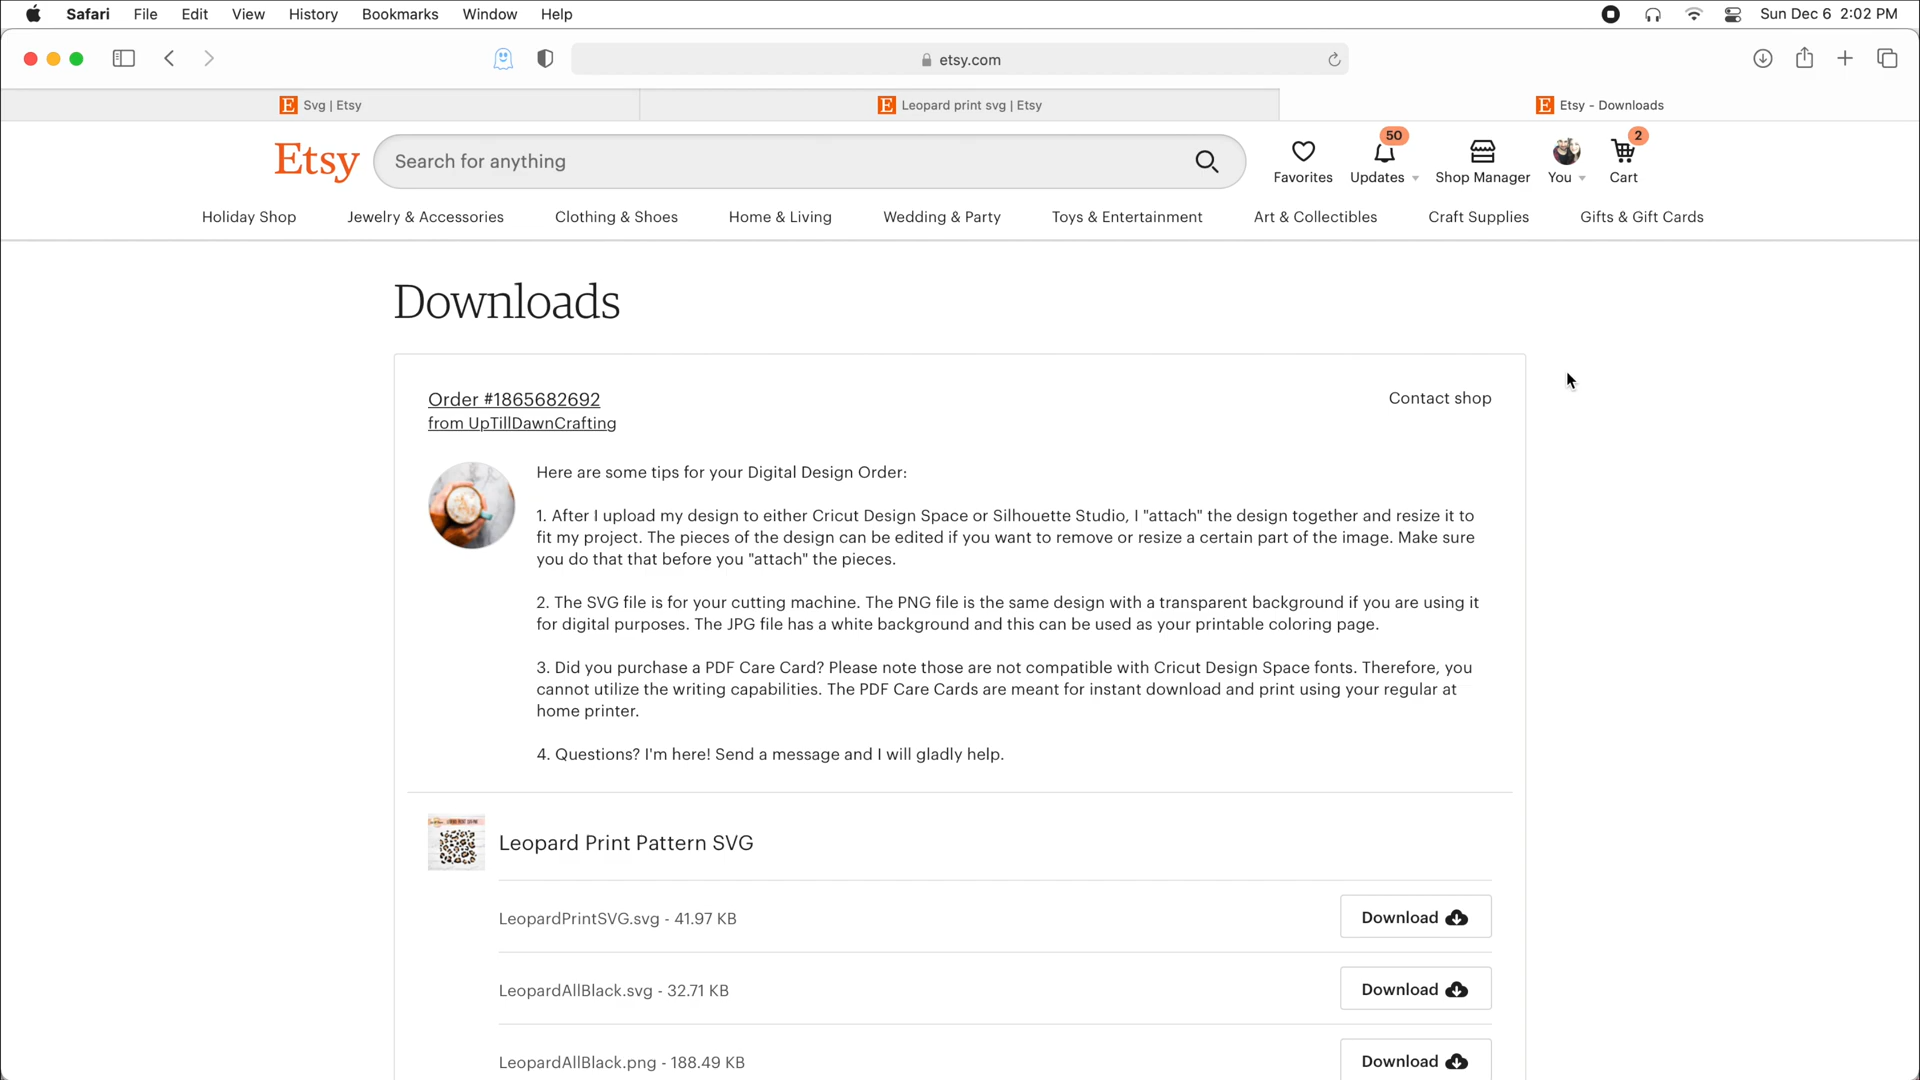 Safari File Edit View History Bookmarks Window Help Sun Dec 6 2:02 PM
etsy.com
Svg | Etsy
Leopard print svg | Etsy
Etsy - Downloads
Etsy
Search for anything
Favorites
50
Updates
Shop Manager
You
2
Cart
Holiday Shop Jewelry & Accessories Clothing & Shoes Home & Living Wedding & Party Toys & Entertainment Art & Collectibles Craft Supplies Gifts & Gift Cards
Downloads
Order #1865682692
from UpTillDawnCrafting
Contact shop
Here are some tips for your Digital Design Order:
1. After I upload my design to either Cricut Design Space or Silhouette Studio, I "attach" the design together and resize it to
fit my project. The pieces of the design can be edited if you want to remove or resize a certain part of the image. Make sure
you do that that before you "attach" the pieces.
2. The SVG file is for your cutting machine. The PNG file is the same design with a transparent background if you are using it
for digital purposes. The JPG file has a white background and this can be used as your printable coloring page.
3. Did you purchase a PDF Care Card? Please note those are not compatible with Cricut Design Space fonts. Therefore, you
cannot utilize the writing capabilities. The PDF Care Cards are meant for instant download and print using your regular at
home printer.
4. Questions? I'm here! Send a message and I will gladly help.
Leopard Print Pattern SVG
LeopardPrintSVG.svg - 41.97 KB
Download
LeopardAllBlack.svg - 32.71 KB
Download
LeopardAllBlack.png - 188.49 KB
Download